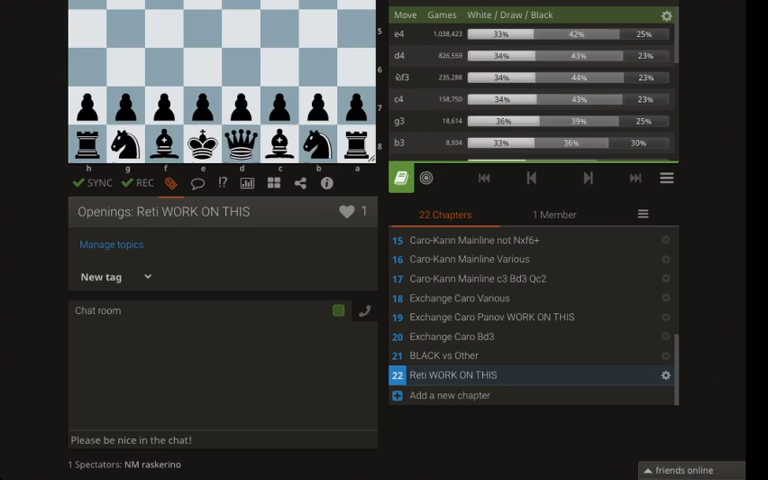 Move Games White / Draw / Black
5
e4 1,038,423 33% 42% 25%
d4 826,559 34% 43% 23%
6
♘f3 235,288 34% 44% 23%
c4 158,750 34% 43% 23%
7
g3 18,614 36% 39% 25%
b3 8,934 33% 36% 30%
8
h g f e d c b a
SYNC REC !?
Openings: Reti WORK ON THIS 1
22 Chapters 1 Member
Manage topics
New tag
15 Caro-Kann Mainline not Nxf6+
16 Caro-Kann Mainline Various
17 Caro-Kann Mainline c3 Bd3 Qc2
18 Exchange Caro Various
19 Exchange Caro Panov WORK ON THIS
20 Exchange Caro Bd3
21 BLACK vs Other
22 Reti WORK ON THIS
Add a new chapter
Chat room
Please be nice in the chat!
1 Spectators: NM raskerino
friends online